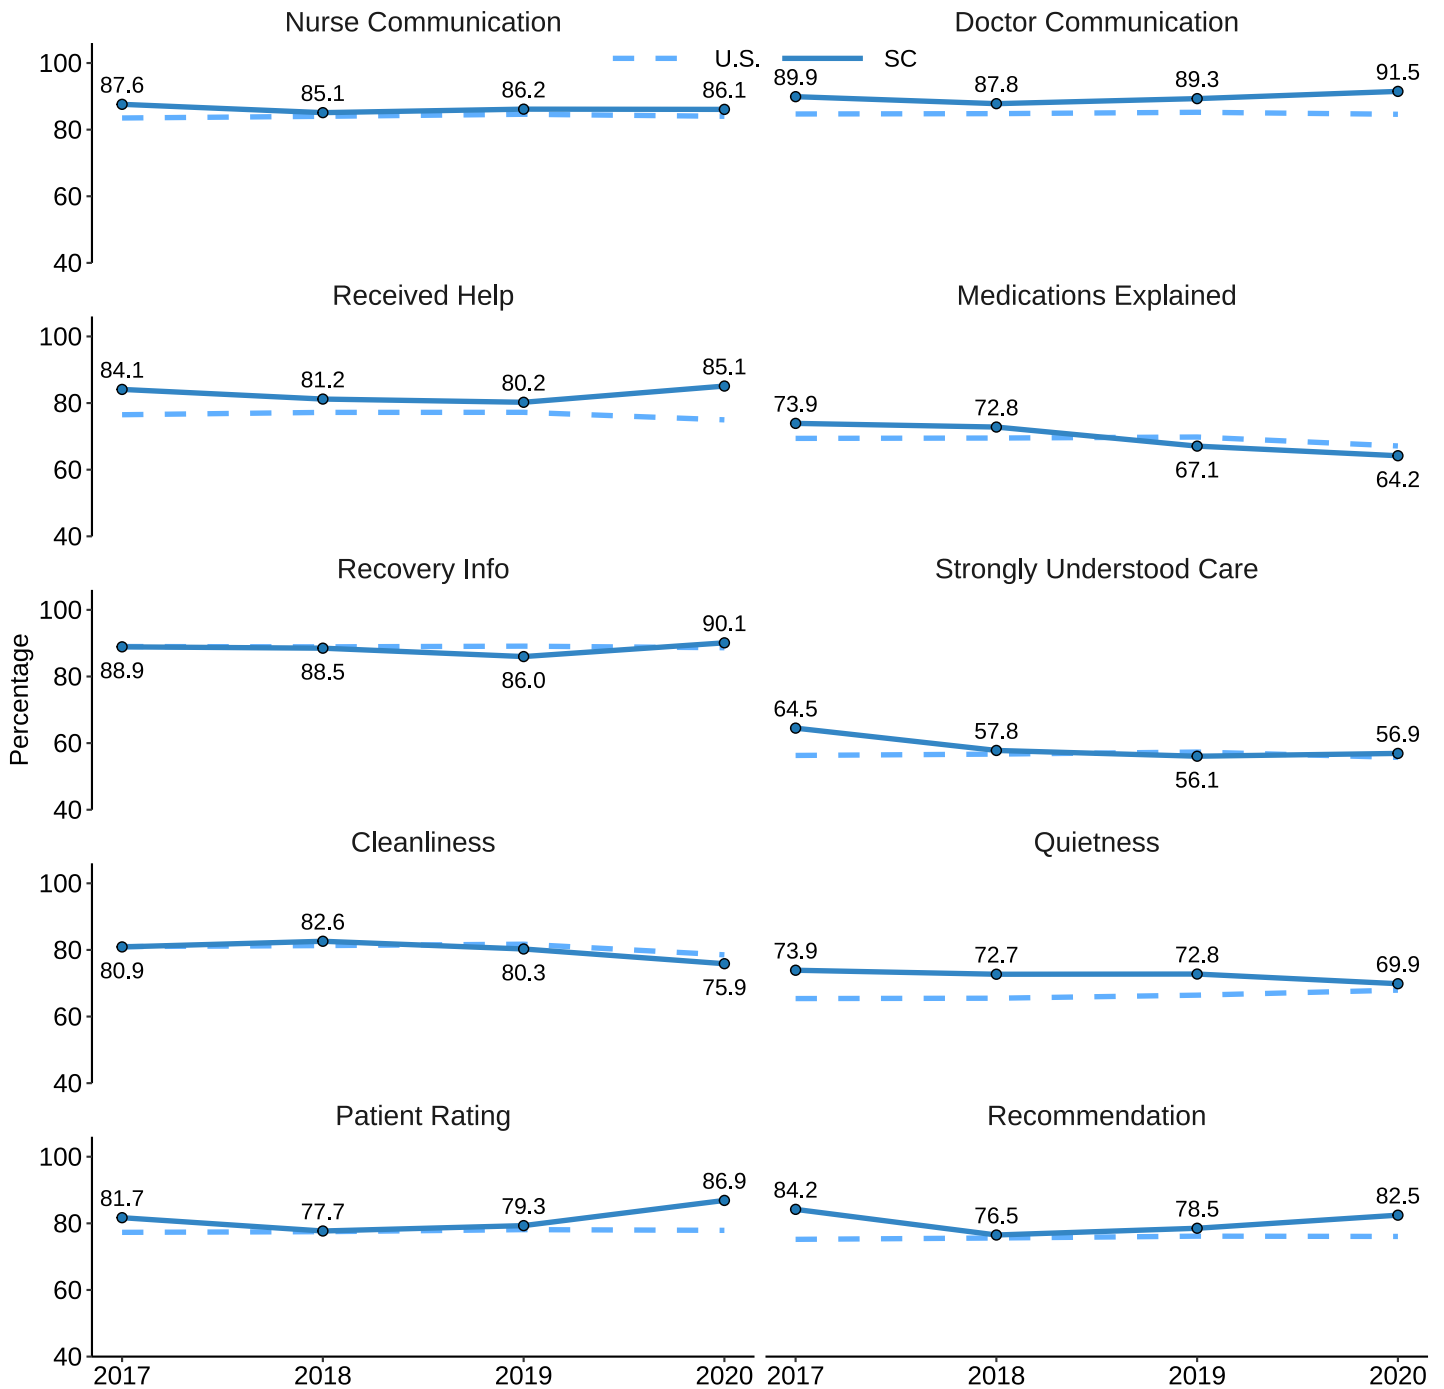 Nurse Communication Doctor Communication
U.S. SC
100
80
60
40
87.6 85.1 86.2 86.1
89.9 87.8 89.3 91.5
Received Help Medications Explained
100
80
60
40
84.1 81.2 80.2 85.1
73.9 72.8 67.1 64.2
Recovery Info Strongly Understood Care
100
80
60
40
88.9 88.5 86.0 90.1
64.5 57.8 56.1 56.9
Percentage
Cleanliness Quietness
100
80
60
40
80.9 82.6 80.3 75.9
73.9 72.7 72.8 69.9
Patient Rating Recommendation
100
80
60
40
81.7 77.7 79.3 86.9
84.2 76.5 78.5 82.5
2017 2018 2019 2020 2017 2018 2019 2020